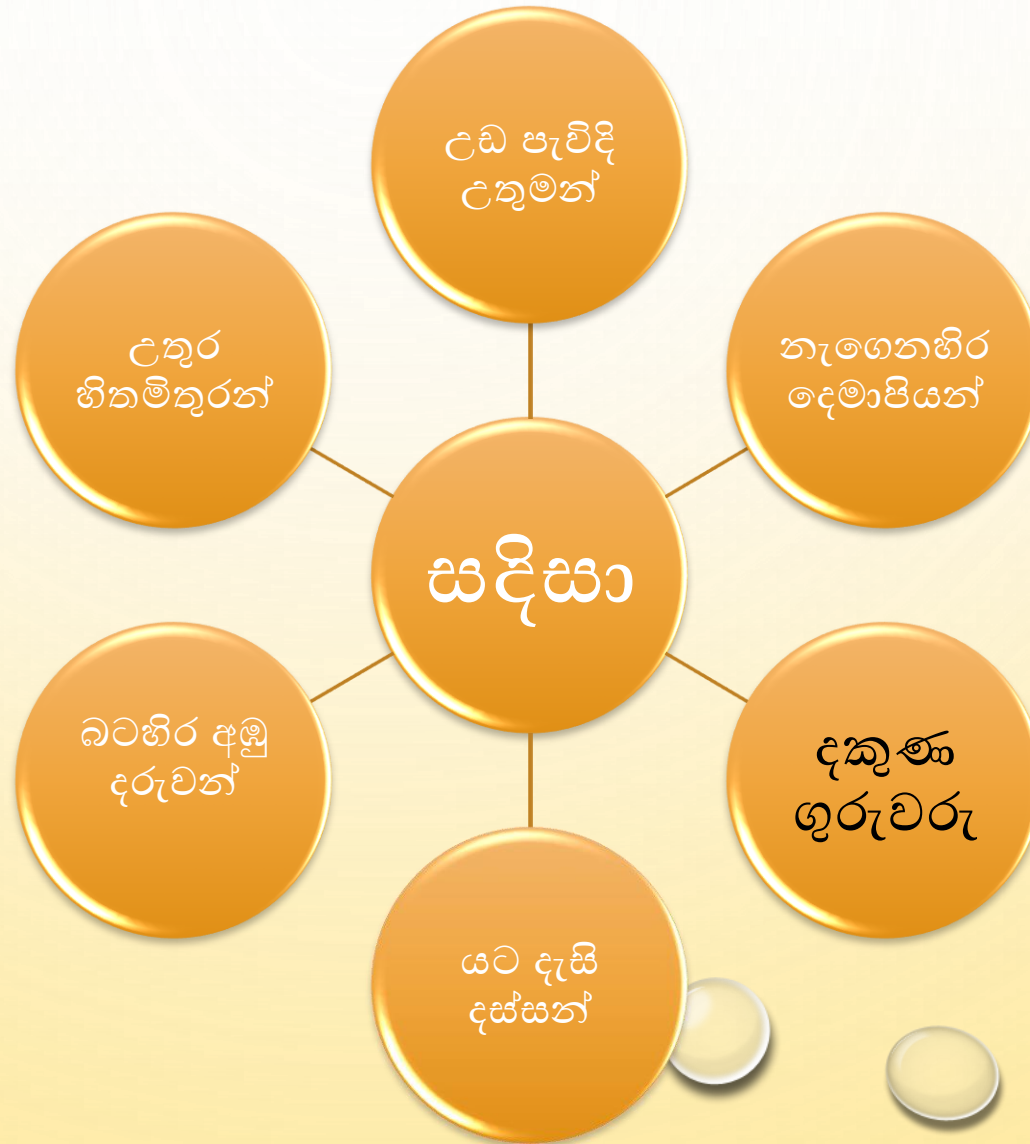 උඩ පැවිදි
උතුමන්
නැගෙනහිර
දෙමාපියන්
දකුණ
ගුරුවරු
යට දැසි
දස්සන්
බටහිර අඹු
දරුවන්
උතුර
හිතමිතුරන්
සදිසා